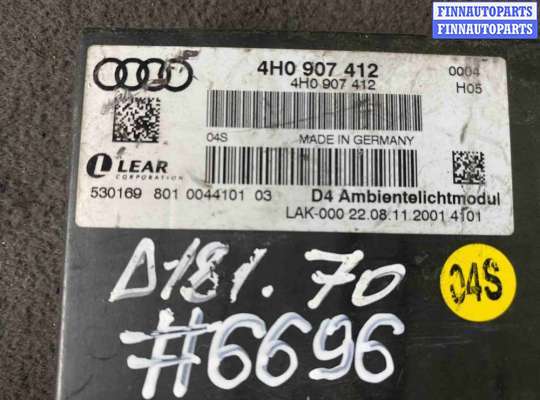 FINNAUTOPARTS
FINNAUTOPARTS
4H0 907 412
4H0 907 412
0004
H05
04S
MADE IN GERMANY
LEAR
CORPORATION
530169 801 0044101 03
D4 Ambientelichtmodul
LAK-000 22.08.11.2001 4101
04S
Δ181.70
#6696